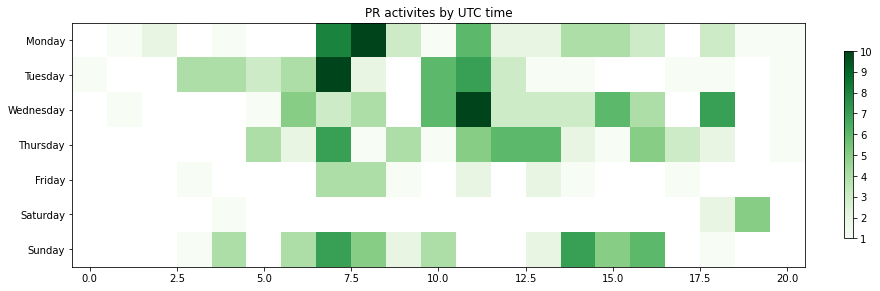 PR activites by UTC time
Monday
Tuesday
Wednesday
Thursday
Friday
Saturday
Sunday
0.0 2.5 5.0 7.5 10.0 12.5 15.0 17.5 20.0
10
9
8
7
6
5
4
3
2
1